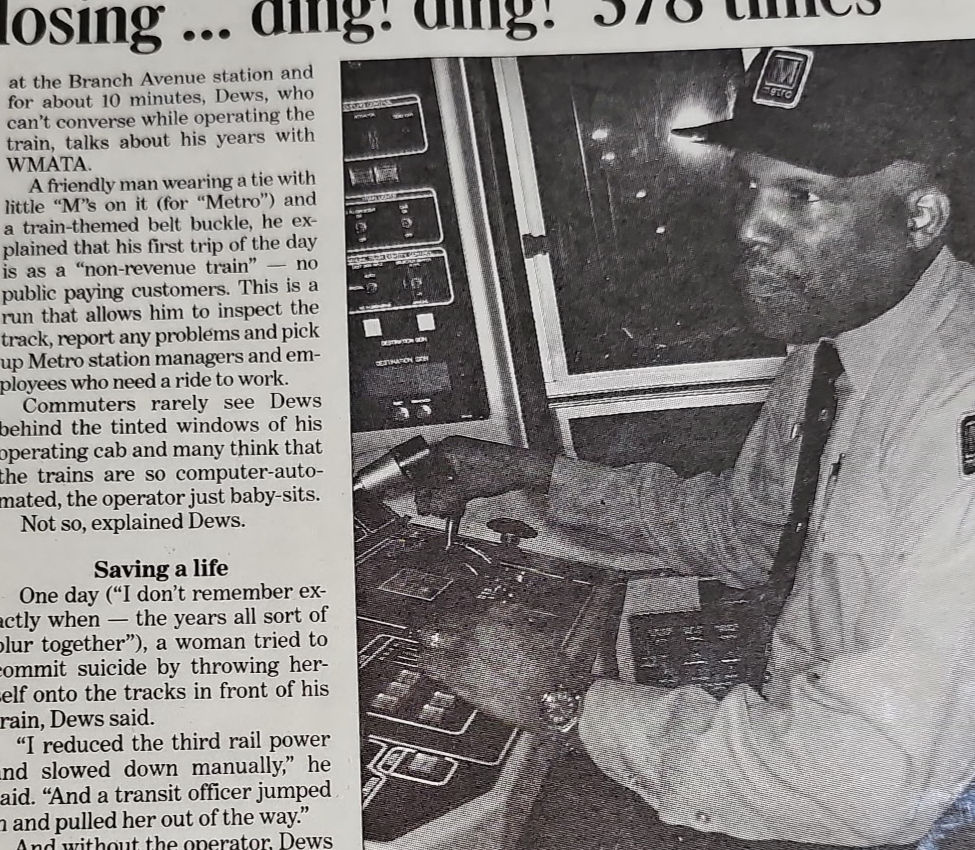 losing ... ding! ding! 378 times
at the Branch Avenue station and
for about 10 minutes, Dews, who
can't converse while operating the
train, talks about his years with
WMATA.
A friendly man wearing a tie with
little “M”s on it (for “Metro”) and
a train-themed belt buckle, he ex-
plained that his first trip of the day
is as a “non-revenue train” — no
public paying customers. This is a
run that allows him to inspect the
track, report any problems and pick
up Metro station managers and em-
ployees who need a ride to work.
Commuters rarely see Dews
behind the tinted windows of his
operating cab and many think that
the trains are so computer-auto-
mated, the operator just baby-sits.
Not so, explained Dews.
Saving a life
One day (“I don't remember ex-
actly when — the years all sort of
blur together”), a woman tried to
commit suicide by throwing her-
self onto the tracks in front of his
rain, Dews said.
“I reduced the third rail power
nd slowed down manually,” he
aid. “And a transit officer jumped
n and pulled her out of the way.”
And without the operator, Dews
M
metro
DESTINATION SIGN
DESTINATION SIGN